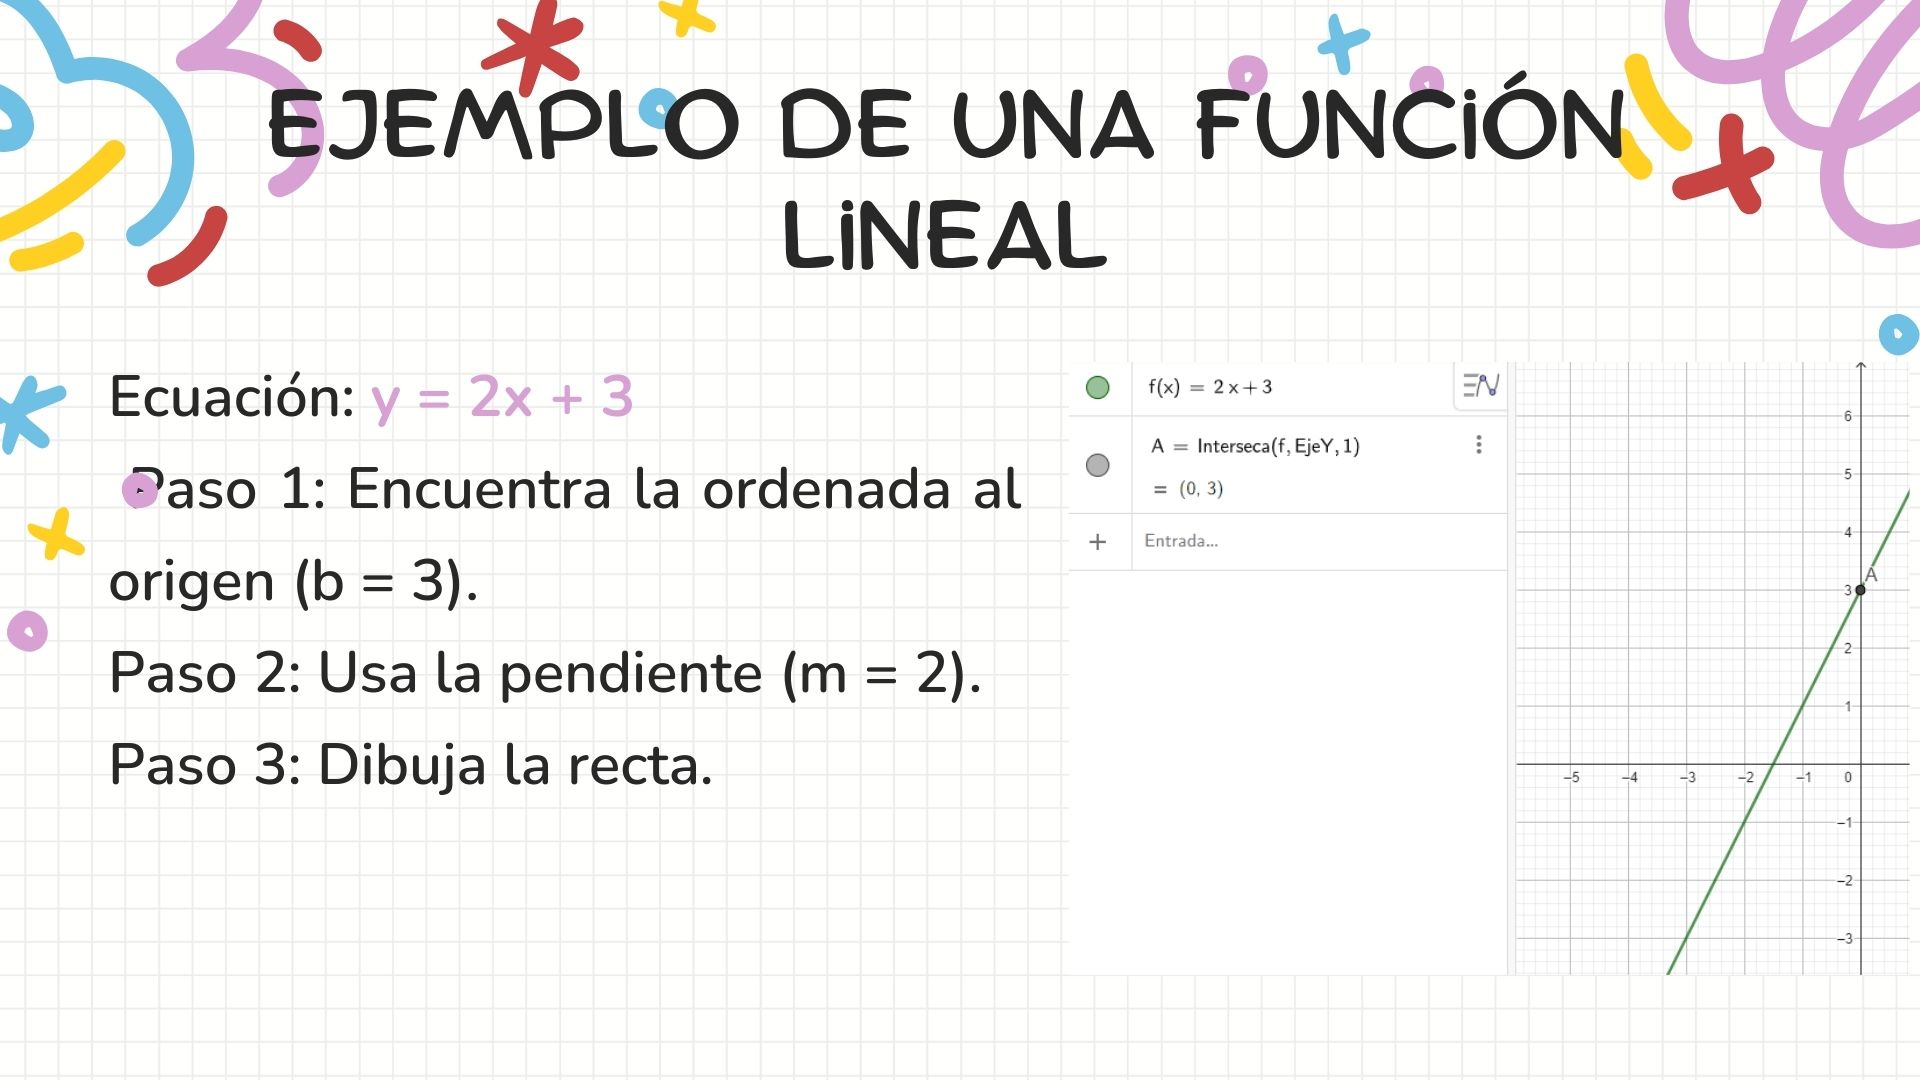 EJEMPLO DE UNA FUNCIÓN
LINEAL
Ecuación: y = 2x + 3
Paso 1: Encuentra la ordenada al
origen (b = 3).
Paso 2: Usa la pendiente (m = 2).
Paso 3: Dibuja la recta.
f(x) = 2 x + 3
A = Interseca(f, EjeY, 1)
= (0, 3)
+ Entrada...
6
5
4
A
3
2
1
−5 −4 −3 −2 −1 0
−1
−2
−3